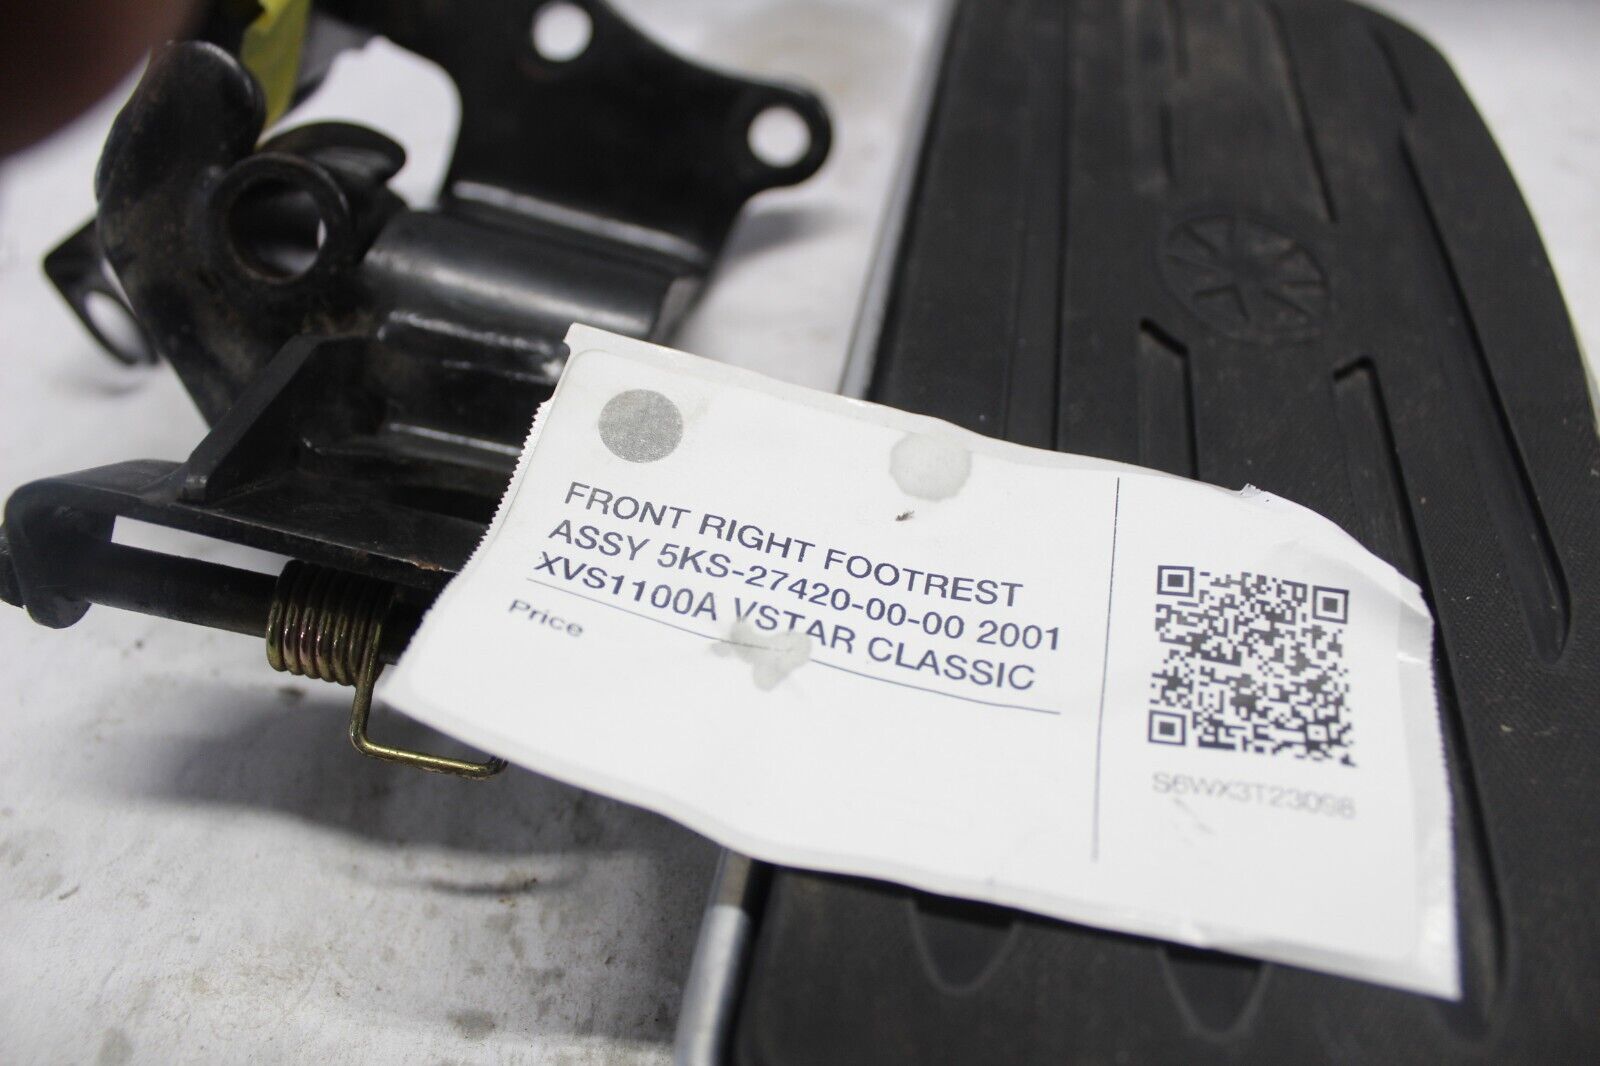 FRONT RIGHT FOOTREST
ASSY 5KS-27420-00-00 2001
XVS1100A VSTAR CLASSIC
Price
S6WX3T23098